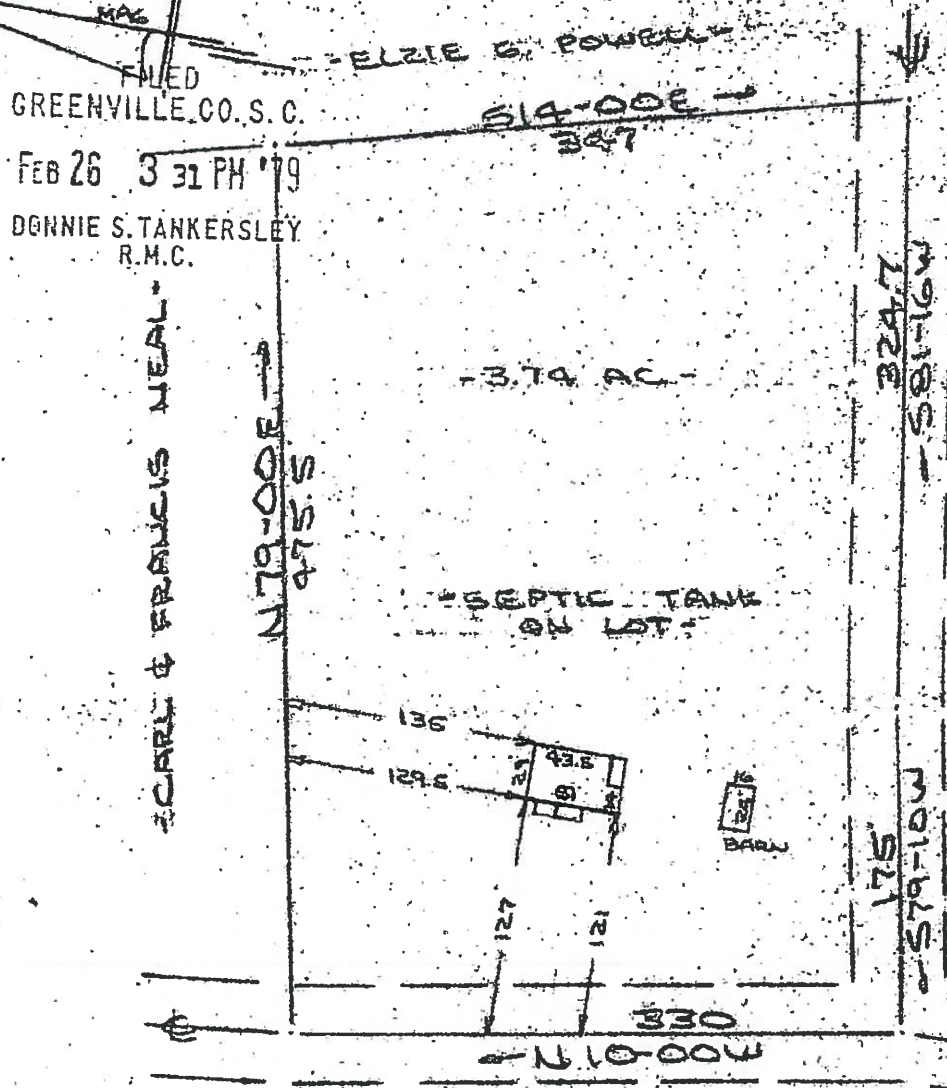 MAG
-ELZIE G. POWELL-
FILED
GREENVILLE.CO.S.C.
FEB 26 3 31 PM '79
DONNIE S. TANKERSLEY
R.M.C.
S14-00E
347
-CARL & FRANCIS NEAL-
N79-00E
475.5
-3.74 AC.-
324.7
-S81-16W
-SEPTIC TANK
ON LOT-
136
129.5
43.8
29
BARN
175
-S79-10W
127
121
330
N10-00W